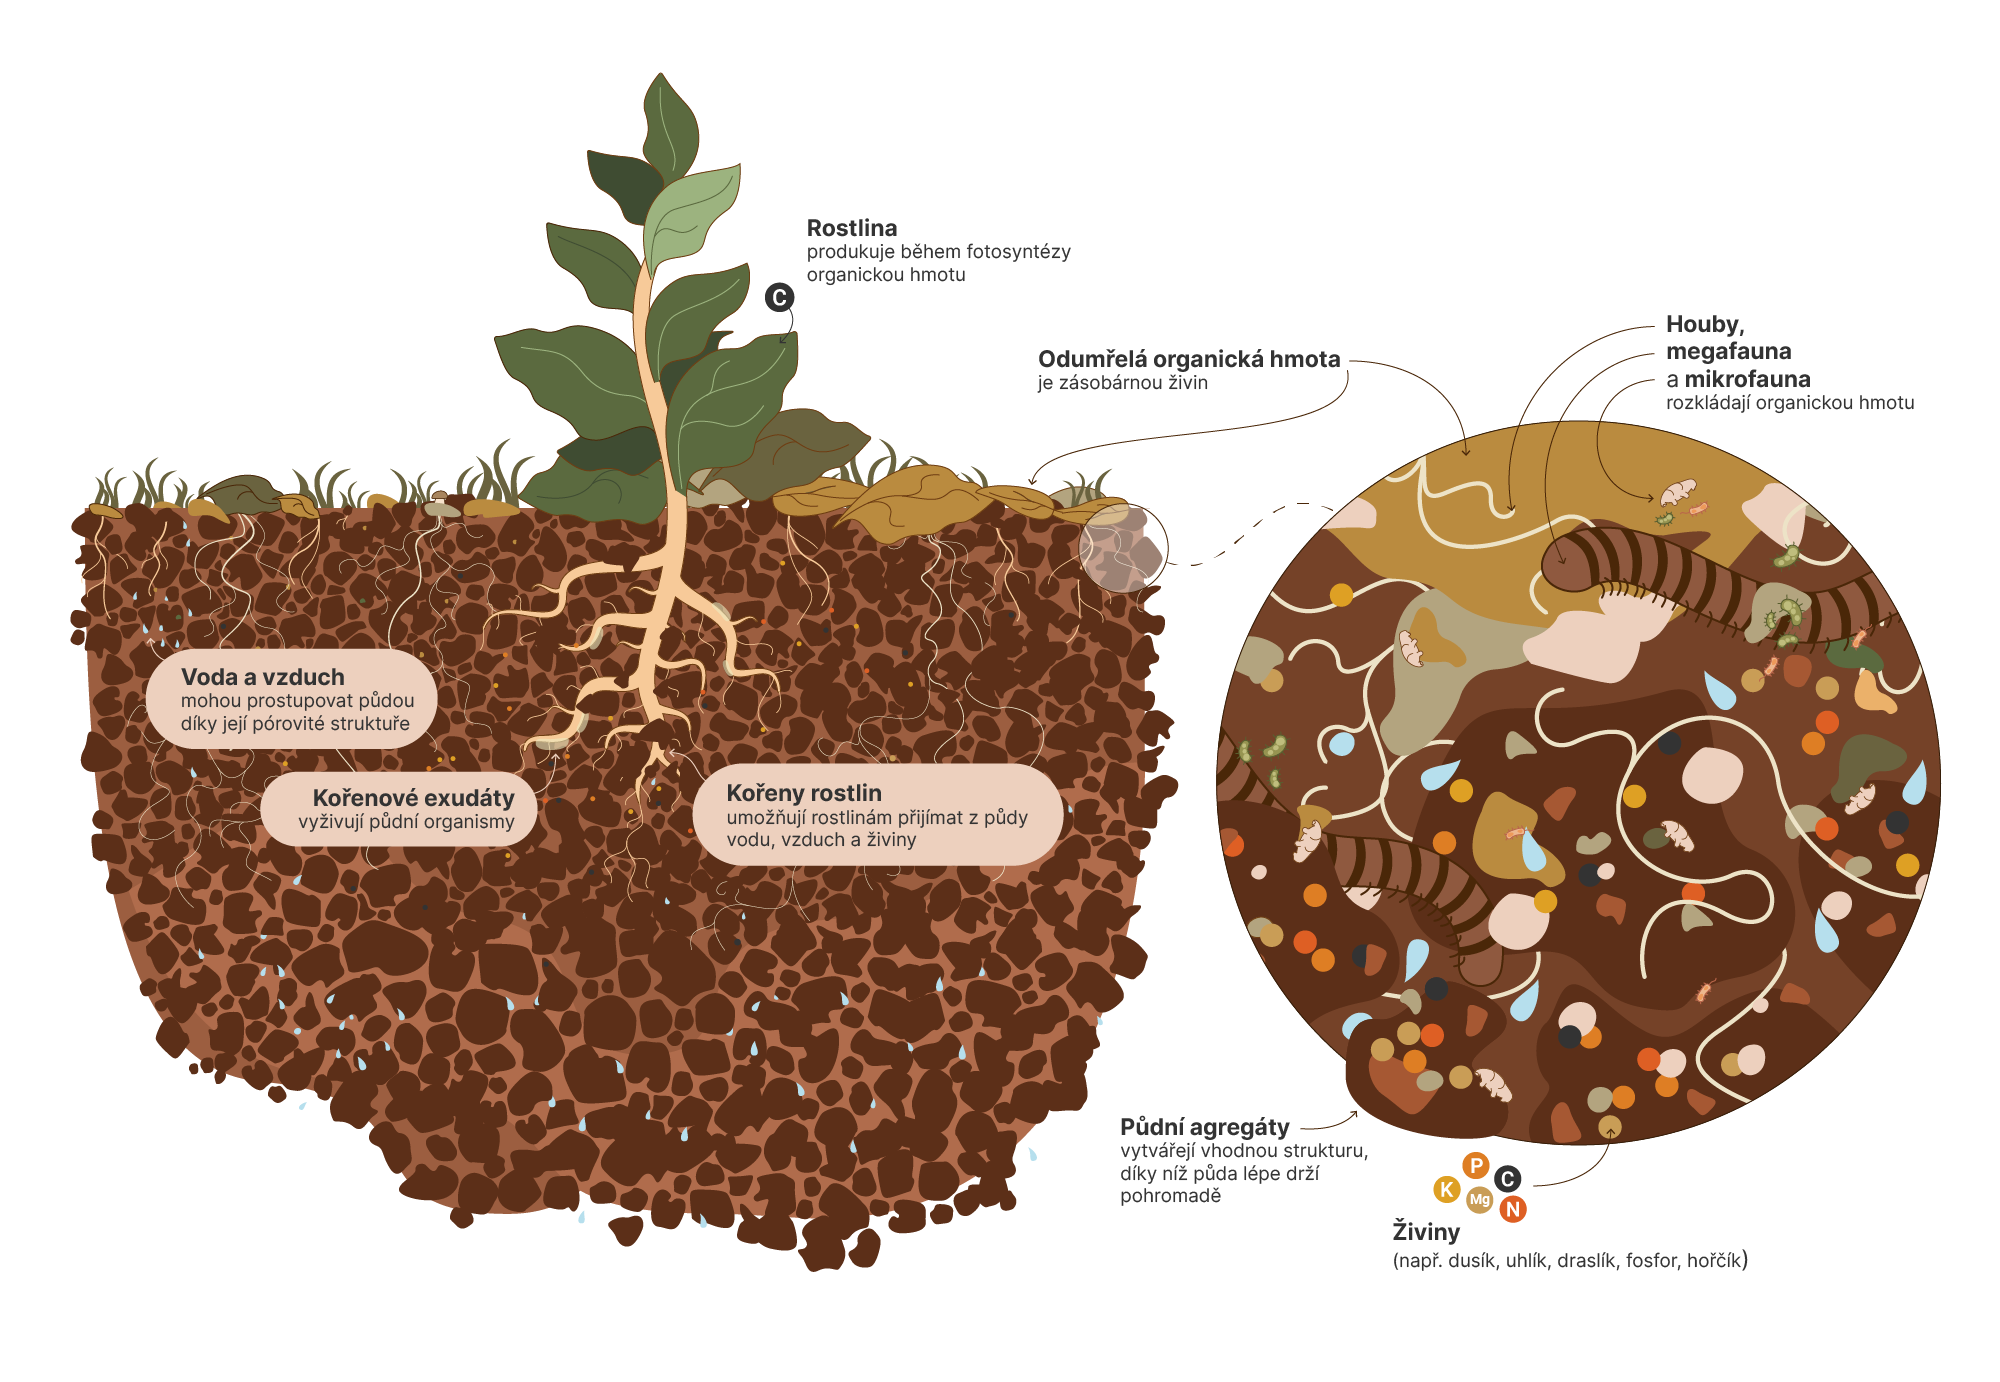 Rostlina
produkuje během fotosyntézy
organickou hmotu
C
Odumřelá organická hmota
je zásobárnou živin
Houby,
megafauna
a mikrofauna
rozkládají organickou hmotu
Voda a vzduch
mohou prostupovat půdou
díky její pórovité struktuře
Kořenové exudáty
vyživují půdní organismy
Kořeny rostlin
umožňují rostlinám přijímat z půdy
vodu, vzduch a živiny
Půdní agregáty
vytvářejí vhodnou strukturu,
díky níž půda lépe drží
pohromadě
P
C
K
Mg
N
Živiny
(např. dusík, uhlík, draslík, fosfor, hořčík)